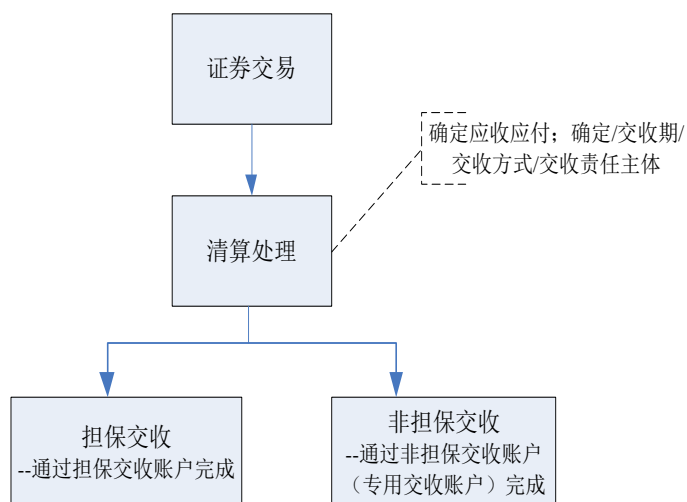 证券交易
确定应收应付；确定/交收期/
交收方式/交收责任主体
清算处理
担保交收
--通过担保交收账户完成
非担保交收
--通过非担保交收账户
（专用交收账户）完成